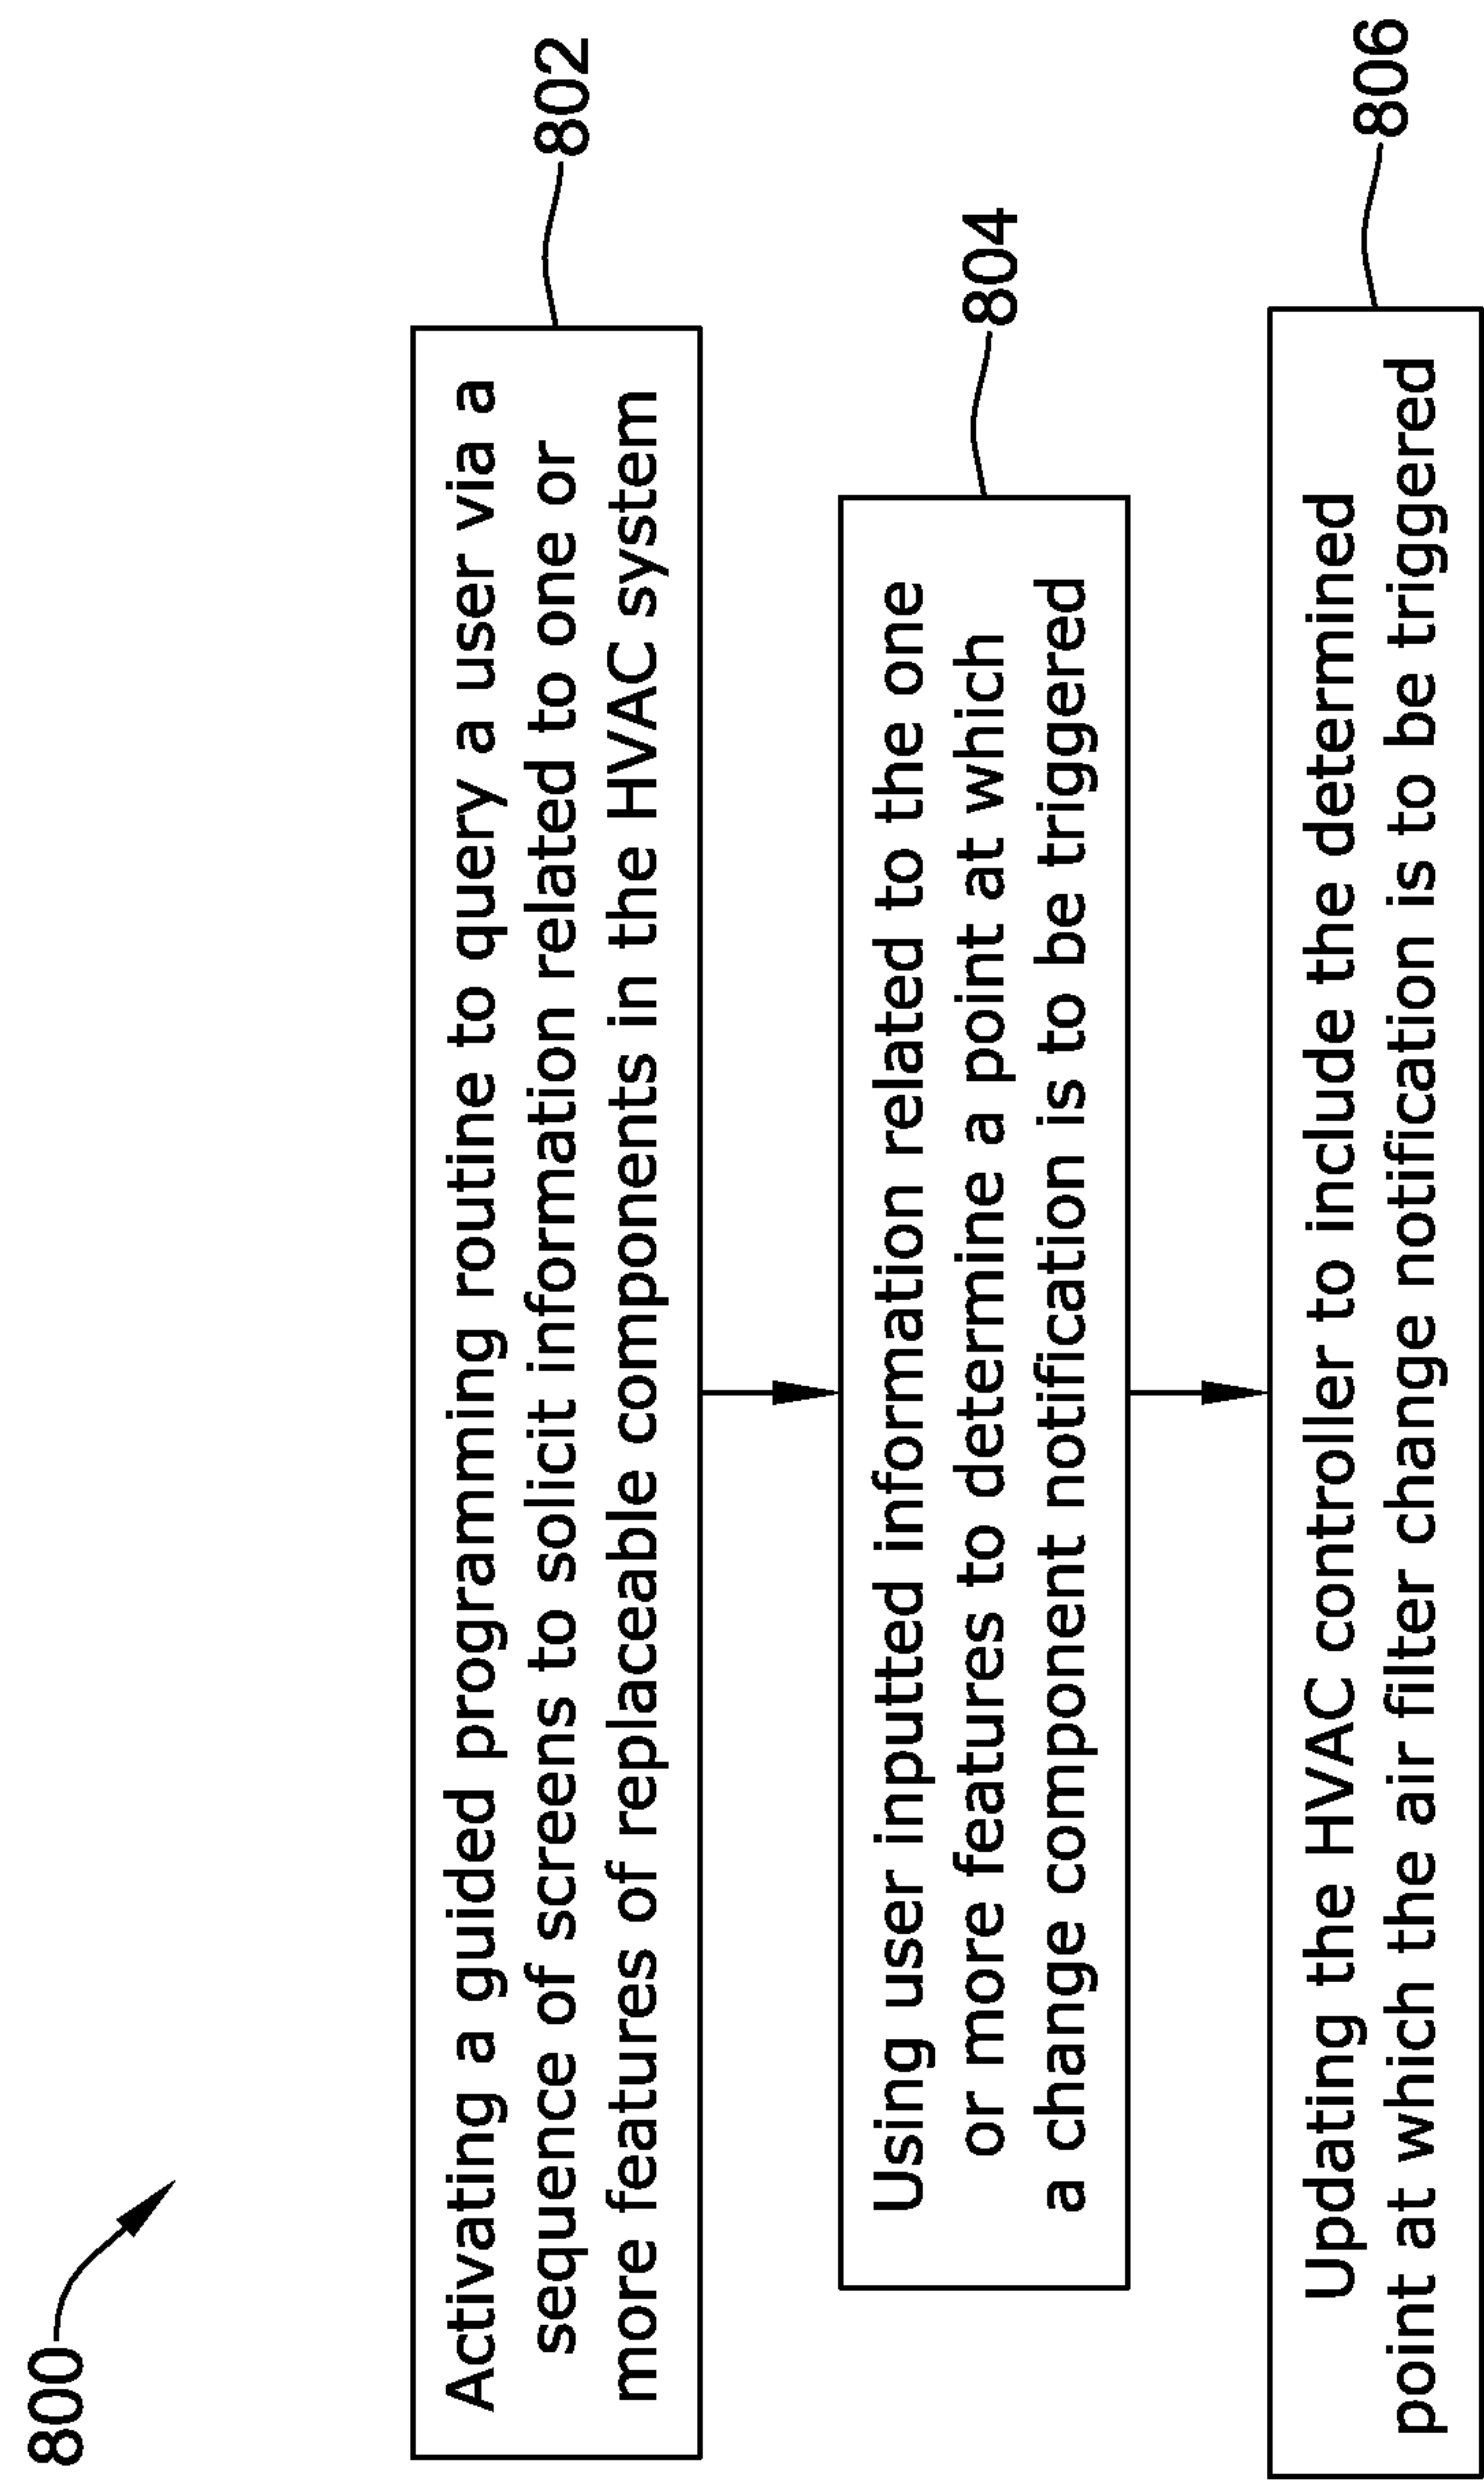 800
Activating a guided programming routine to query a user via a
sequence of screens to solicit information related to one or
more features of replaceable components in the HVAC system
802
Using user inputted information related to the one
or more features to determine a point at which
a change component notification is to be triggered
804
Updating the HVAC controller to include the determined
point at which the air filter change notification is to be triggered
806